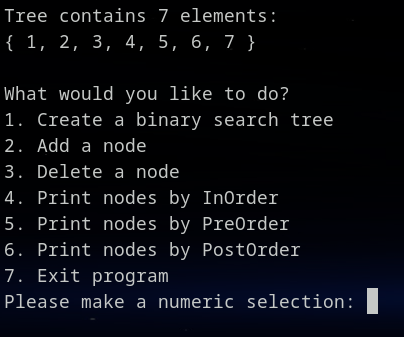 Tree contains 7 elements:
{ 1, 2, 3, 4, 5, 6, 7 }
What would you like to do?
1. Create a binary search tree
2. Add a node
3. Delete a node
4. Print nodes by InOrder
5. Print nodes by PreOrder
6. Print nodes by PostOrder
7. Exit program
Please make a numeric selection: